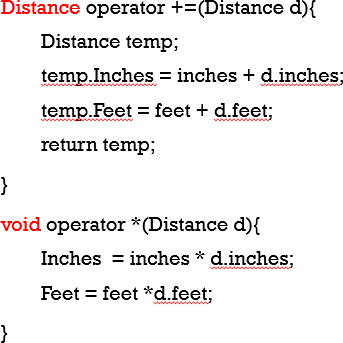 Distance operator +=(Distance d){
Distance temp;
temp.Inches = inches + d.inches;
temp.Feet = feet + d.feet;
return temp;
}
void operator *(Distance d){
Inches  = inches * d.inches;
Feet = feet *d.feet;
}